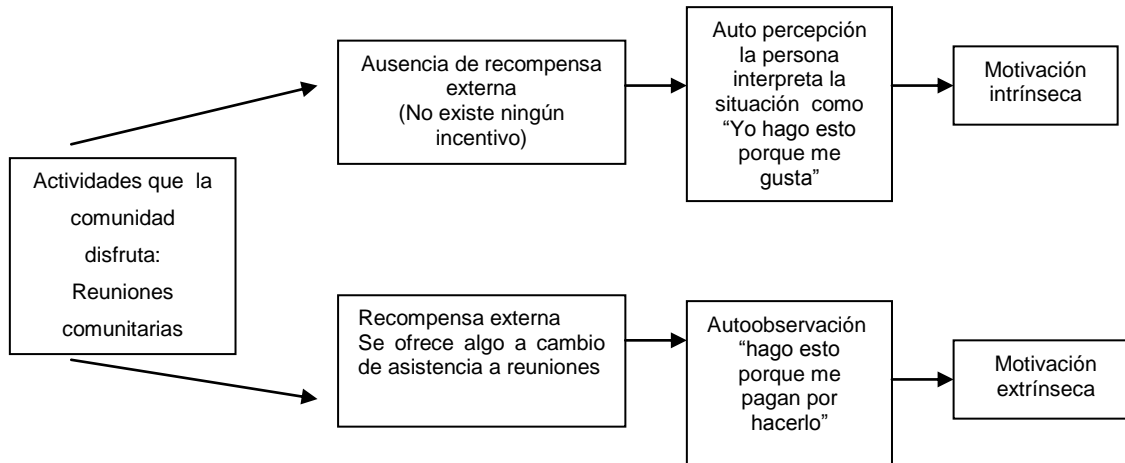 Actividades que la
comunidad
disfruta:
Reuniones
comunitarias
Ausencia de recompensa
externa
(No existe ningún
incentivo)
Auto percepción
la persona
interpreta la
situación como
“Yo hago esto
porque me
gusta”
Motivación
intrínseca
Recompensa externa
Se ofrece algo a cambio
de asistencia a reuniones
Autoobservación
“hago esto
porque me
pagan por
hacerlo”
Motivación
extrínseca